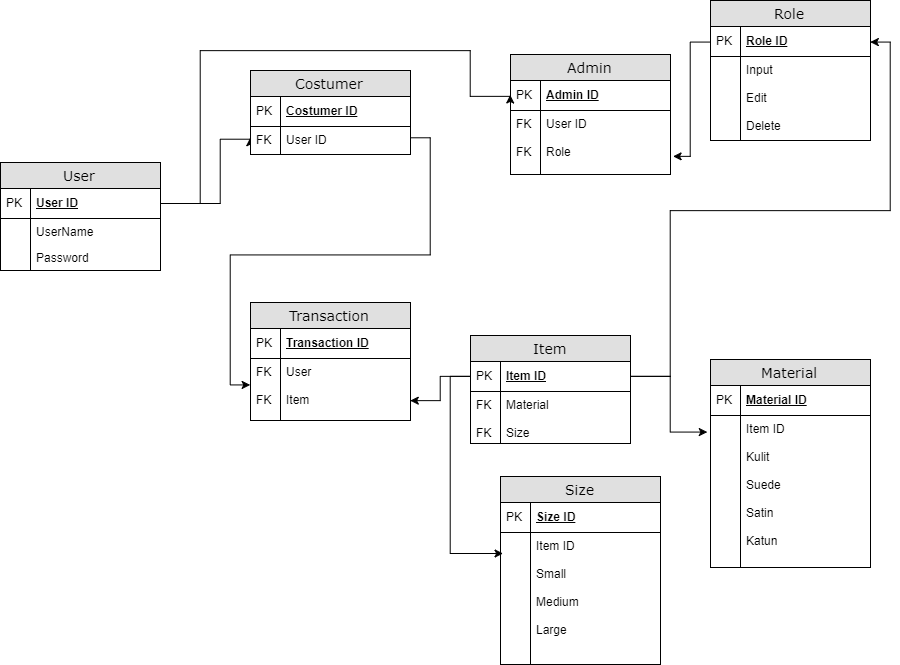 Role
PK Role ID
Input
Edit
Delete
Admin
PK Admin ID
FK User ID
FK Role
Costumer
PK Costumer ID
FK User ID
User
PK User ID
UserName
Password
Transaction
PK Transaction ID
FK User
FK Item
Item
PK Item ID
FK Material
FK Size
Material
PK Material ID
Item ID
Kulit
Suede
Satin
Katun
Size
PK Size ID
Item ID
Small
Medium
Large